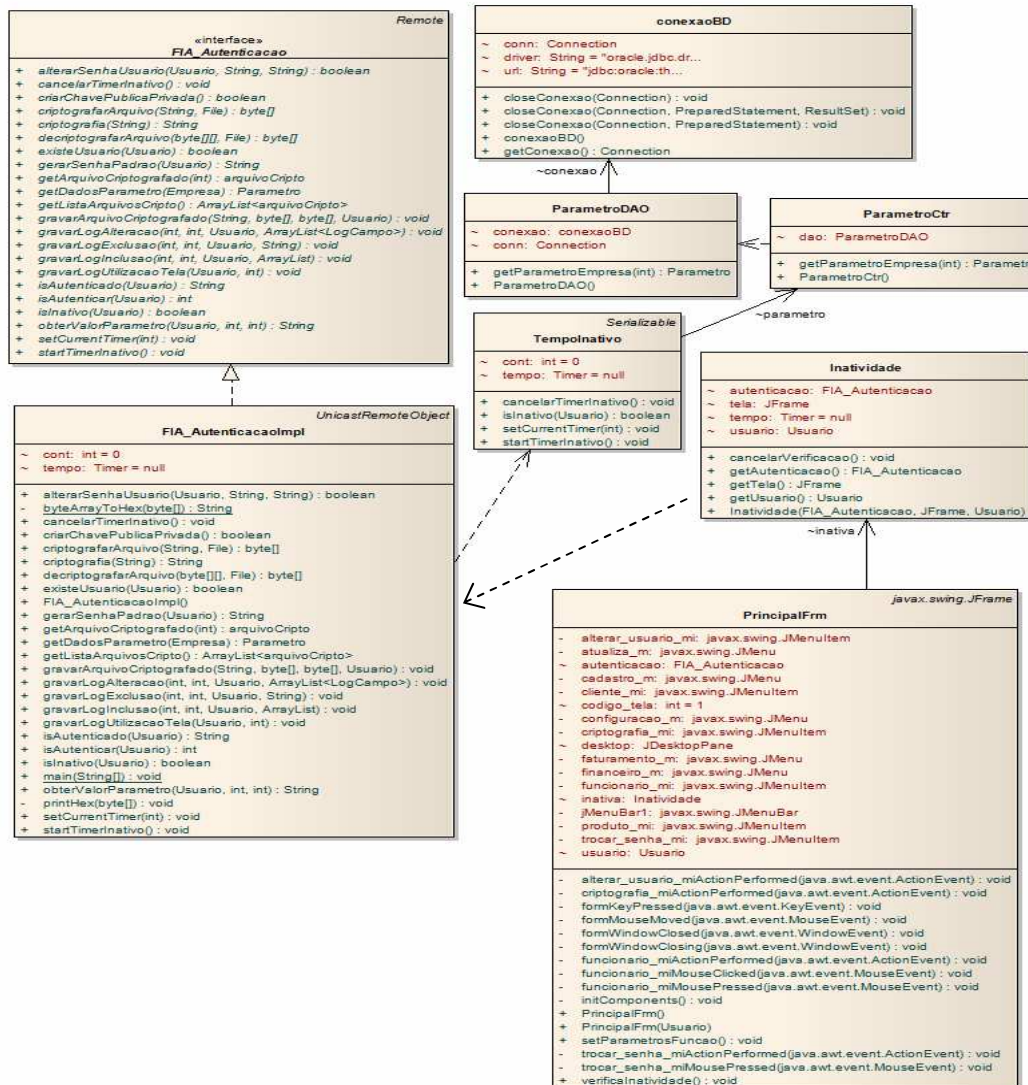 Remote
«interface»
FIA_Autenticacao
+ alterarSenhaUsuario(Usuario, String, String) : boolean
+ cancelarTimerInativo() : void
+ criarChavePublicaPrivada() : boolean
+ criptografarArquivo(String, File) : byte[]
+ criptografia(String) : String
+ decriptografarArquivo(byte[][], File) : byte[]
+ existeUsuario(Usuario) : boolean
+ gerarSenhaPadrao(Usuario) : String
+ getArquivoCriptografado(int) : arquivoCripto
+ getDadosParametro(Empresa) : Parametro
+ getListaArquivosCripto() : ArrayList<arquivoCripto>
+ gravarArquivoCriptografado(String, byte[], byte[], Usuario) : void
+ gravarLogAlteracao(int, int, Usuario, ArrayList<LogCampo>) : void
+ gravarLogExclusao(int, int, Usuario, String) : void
+ gravarLogInclusao(int, int, Usuario, ArrayList) : void
+ gravarLogUtilizacaoTela(Usuario, int) : void
+ isAutenticado(Usuario) : String
+ isAutenticar(Usuario) : int
+ isInativo(Usuario) : boolean
+ obterValorParametro(Usuario, int, int) : String
+ setCurrentTimer(int) : void
+ startTimerInativo() : void
conexaoBD
~ conn: Connection
~ driver: String = "oracle.jdbc.dr...
~ url: String = "jdbc:oracle:th...
+ closeConexao(Connection) : void
+ closeConexao(Connection, PreparedStatement, ResultSet) : void
+ closeConexao(Connection, PreparedStatement) : void
+ conexaoBD()
+ getConexao() : Connection
~conexao
ParametroDAO
~ conexao: conexaoBD
~ conn: Connection
+ getParametroEmpresa(int) : Parametro
+ ParametroDAO()
ParametroCtr
~ dao: ParametroDAO
+ getParametroEmpresa(int) : Parametro
+ ParametroCtr()
~parametro
Serializable
TempoInativo
~ cont: int = 0
~ tempo: Timer = null
+ cancelarTimerInativo() : void
+ isInativo(Usuario) : boolean
+ setCurrentTimer(int) : void
+ startTimerInativo() : void
Inatividade
~ autenticacao: FIA_Autenticacao
~ tela: JFrame
~ tempo: Timer = null
~ usuario: Usuario
+ cancelarVerificacao() : void
+ getAutenticacao() : FIA_Autenticacao
+ getTela() : JFrame
+ getUsuario() : Usuario
+ Inatividade(FIA_Autenticacao, JFrame, Usuario)
~inativa
UnicastRemoteObject
FIA_AutenticacaoImpl
~ cont: int = 0
~ tempo: Timer = null
+ alterarSenhaUsuario(Usuario, String, String) : boolean
- byteArrayToHex(byte[]) : String
+ cancelarTimerInativo() : void
+ criarChavePublicaPrivada() : boolean
+ criptografarArquivo(String, File) : byte[]
+ criptografia(String) : String
+ decriptografarArquivo(byte[][], File) : byte[]
+ existeUsuario(Usuario) : boolean
+ FIA_AutenticacaoImpl()
+ gerarSenhaPadrao(Usuario) : String
+ getArquivoCriptografado(int) : arquivoCripto
+ getDadosParametro(Empresa) : Parametro
+ getListaArquivosCripto() : ArrayList<arquivoCripto>
+ gravarArquivoCriptografado(String, byte[], byte[], Usuario) : void
+ gravarLogAlteracao(int, int, Usuario, ArrayList<LogCampo>) : void
+ gravarLogExclusao(int, int, Usuario, String) : void
+ gravarLogInclusao(int, int, Usuario, ArrayList) : void
+ gravarLogUtilizacaoTela(Usuario, int) : void
+ isAutenticado(Usuario) : String
+ isAutenticar(Usuario) : int
+ isInativo(Usuario) : boolean
+ main(String[]) : void
+ obterValorParametro(Usuario, int, int) : String
- printHex(byte[]) : void
+ setCurrentTimer(int) : void
+ startTimerInativo() : void
javax.swing.JFrame
PrincipalFrm
- alterar_usuario_mi: javax.swing.JMenuItem
- atualiza_m: javax.swing.JMenu
~ autenticacao: FIA_Autenticacao
- cadastro_m: javax.swing.JMenu
- cliente_mi: javax.swing.JMenuItem
~ codigo_tela: int = 1
- configuracao_m: javax.swing.JMenu
- criptografia_mi: javax.swing.JMenuItem
~ desktop: JDesktopPane
- faturamento_m: javax.swing.JMenu
- financeiro_m: javax.swing.JMenu
- funcionario_mi: javax.swing.JMenuItem
~ inativa: Inatividade
- jMenuBar1: javax.swing.JMenuBar
- produto_mi: javax.swing.JMenuItem
- trocar_senha_mi: javax.swing.JMenuItem
~ usuario: Usuario
- alterar_usuario_miActionPerformed(java.awt.event.ActionEvent) : void
- criptografia_miActionPerformed(java.awt.event.ActionEvent) : void
- formKeyPressed(java.awt.event.KeyEvent) : void
- formMouseMoved(java.awt.event.MouseEvent) : void
- formWindowClosed(java.awt.event.WindowEvent) : void
- formWindowClosing(java.awt.event.WindowEvent) : void
- funcionario_miActionPerformed(java.awt.event.ActionEvent) : void
- funcionario_miMouseClicked(java.awt.event.MouseEvent) : void
- funcionario_miMousePressed(java.awt.event.MouseEvent) : void
- initComponents() : void
+ PrincipalFrm()
+ PrincipalFrm(Usuario)
+ setParametrosFuncao() : void
- trocar_senha_miActionPerformed(java.awt.event.ActionEvent) : void
- trocar_senha_miMousePressed(java.awt.event.MouseEvent) : void
+ verificaInatividade() : void